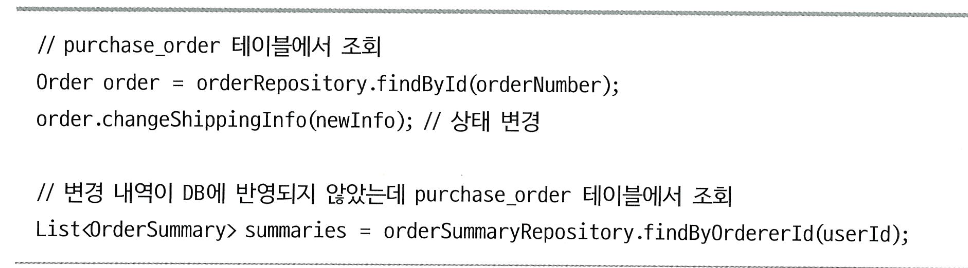 // purchase_order 테이블에서 조회
Order order = orderRepository.findById(orderNumber);
order.changeShippingInfo(newInfo); // 상태 변경
// 변경 내역이 DB에 반영되지 않았는데 purchase_order 테이블에서 조회
List<OrderSummary> summaries = orderSummaryRepository.findByOrdererId(userId);